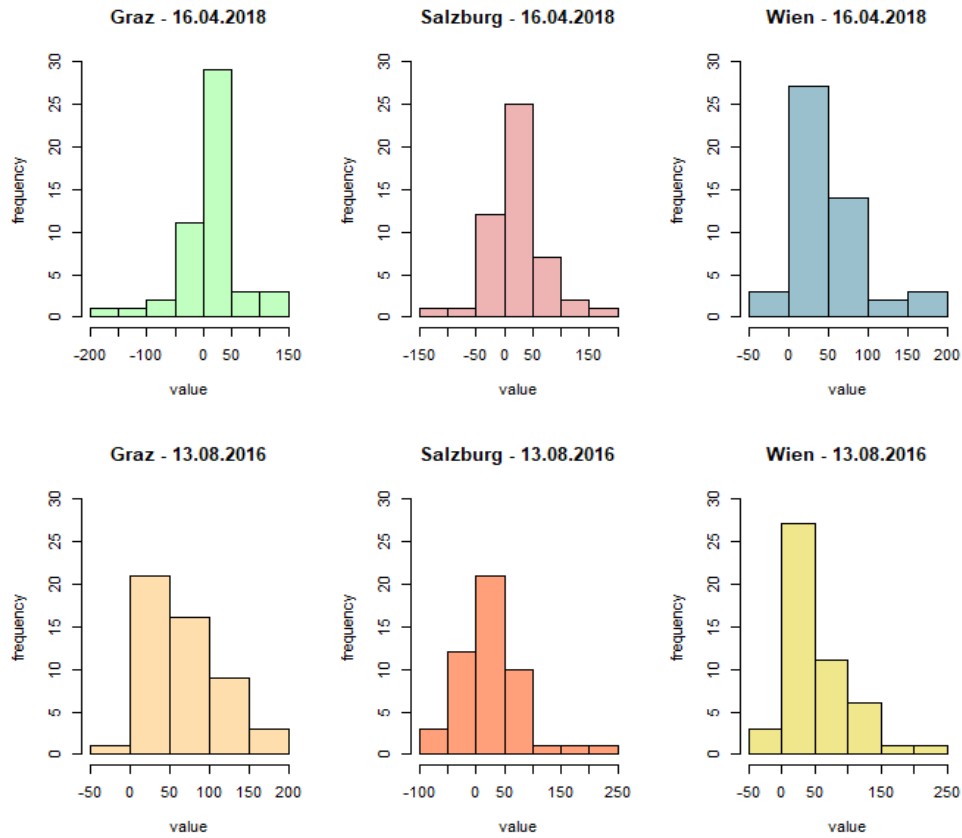 Graz - 16.04.2018
30
25
20
15
10
5
0
frequency
-200 -100 0 50 150
value
Salzburg - 16.04.2018
30
25
20
15
10
5
0
frequency
-150 -50 0 50 150
value
Wien - 16.04.2018
30
25
20
15
10
5
0
frequency
-50 0 50 100 150 200
value
Graz - 13.08.2016
30
25
20
15
10
5
0
frequency
-50 0 50 100 150 200
value
Salzburg - 13.08.2016
30
25
20
15
10
5
0
frequency
-100 0 50 150 250
value
Wien - 13.08.2016
30
25
20
15
10
5
0
frequency
-50 0 50 150 250
value